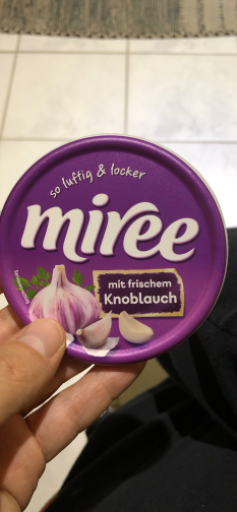 so luftig & locker
miree
mit frischem
Knoblauch